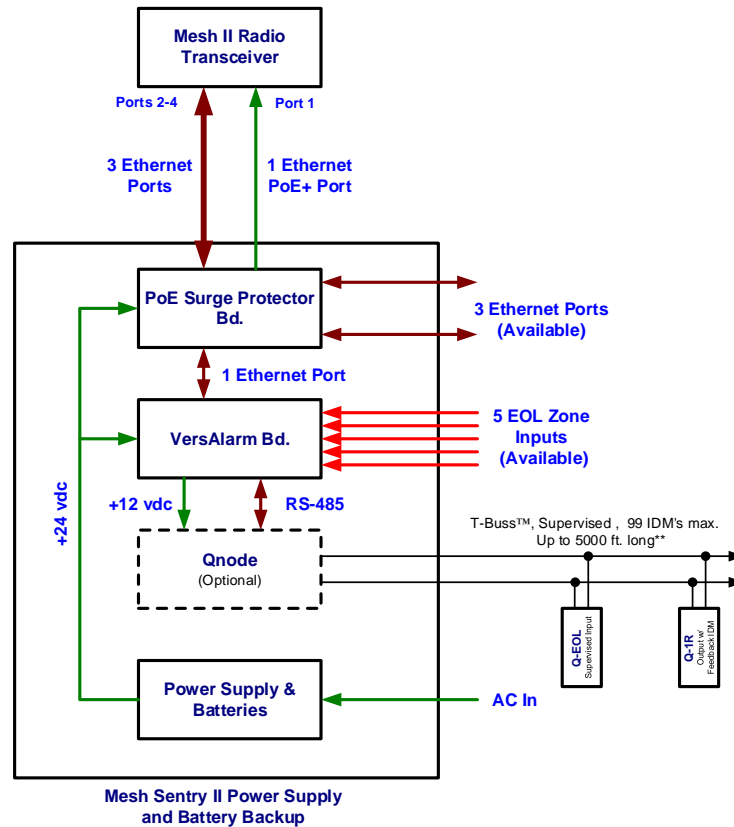 Mesh II Radio
Transceiver
Ports 2-4
Port 1
3 Ethernet
Ports
1 Ethernet
PoE+ Port
PoE Surge Protector
Bd.
3 Ethernet Ports
(Available)
1 Ethernet Port
VersAlarm Bd.
5 EOL Zone
Inputs
(Available)
+24 vdc
+12 vdc
RS-485
T-Buss™, Supervised , 99 IDM's max.
Up to 5000 ft. long**
Qnode
(Optional)
Q-EOL
Supervised Input
Q-1R
Output w/
Feedback IDM
Power Supply &
Batteries
AC In
Mesh Sentry II Power Supply
and Battery Backup